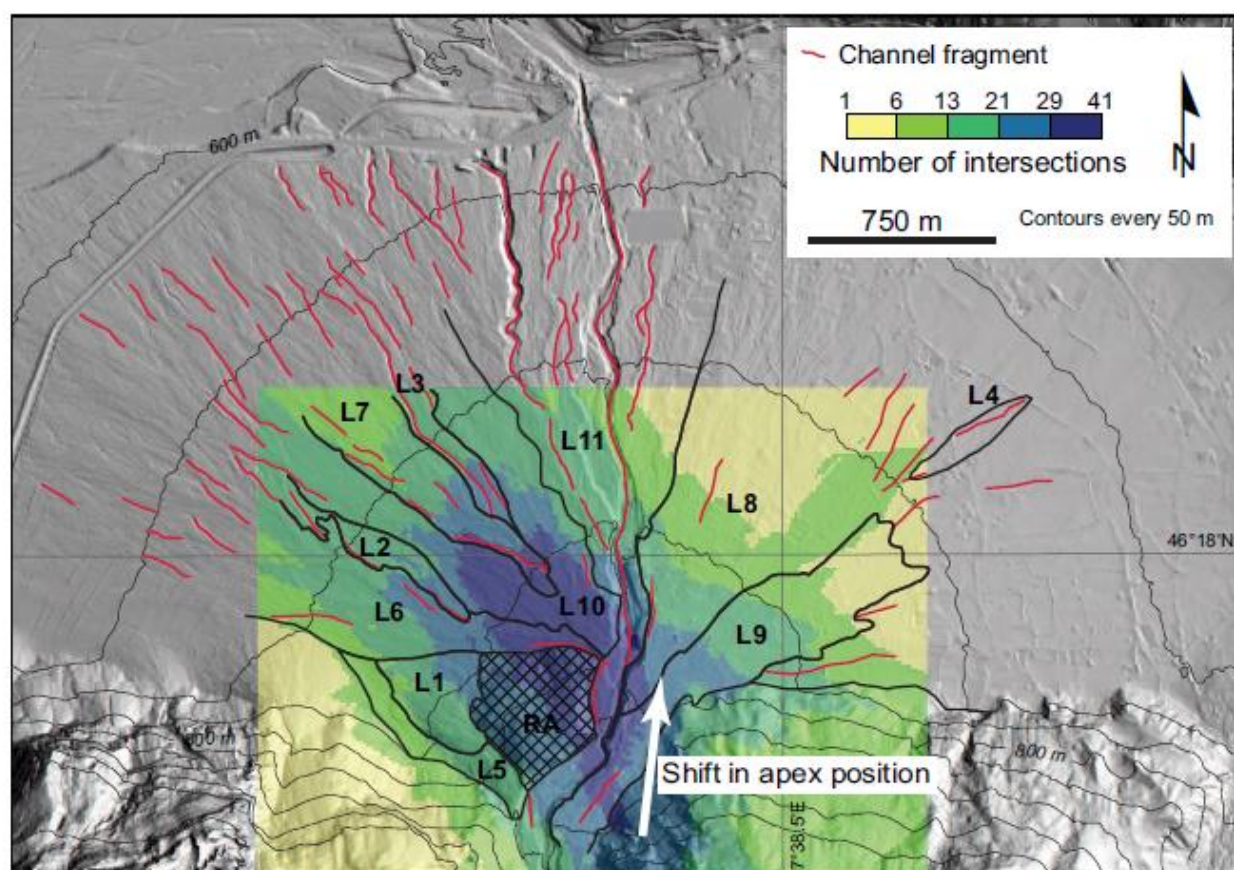 Channel fragment
1 6 13 21 29 41
Number of intersections
N
750 m
Contours every 50 m
600 m
L3
L4
L7
L11
L8
46°18'N
L2
L10
L6
L9
L1
RA
800 m
L5
Shift in apex position
7°38.5'E